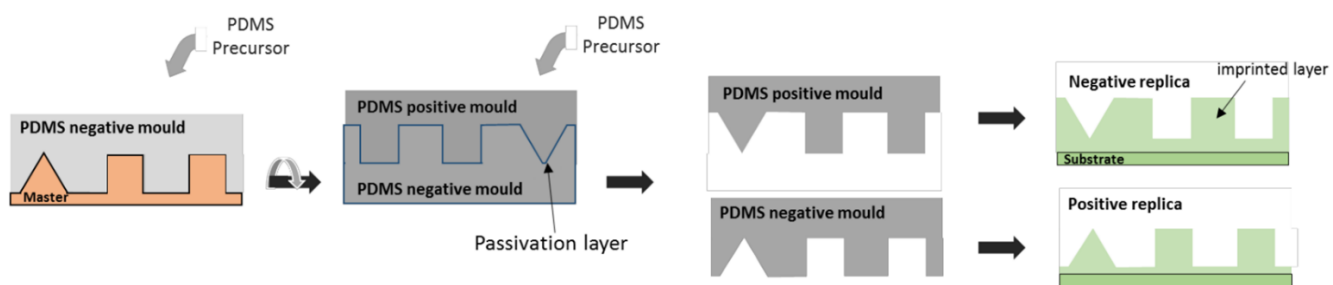 PDMS
Precursor
PDMS negative mould
Master
PDMS
Precursor
PDMS positive mould
PDMS negative mould
Passivation layer
PDMS positive mould
PDMS negative mould
Negative replica
imprinted layer
Substrate
Positive replica